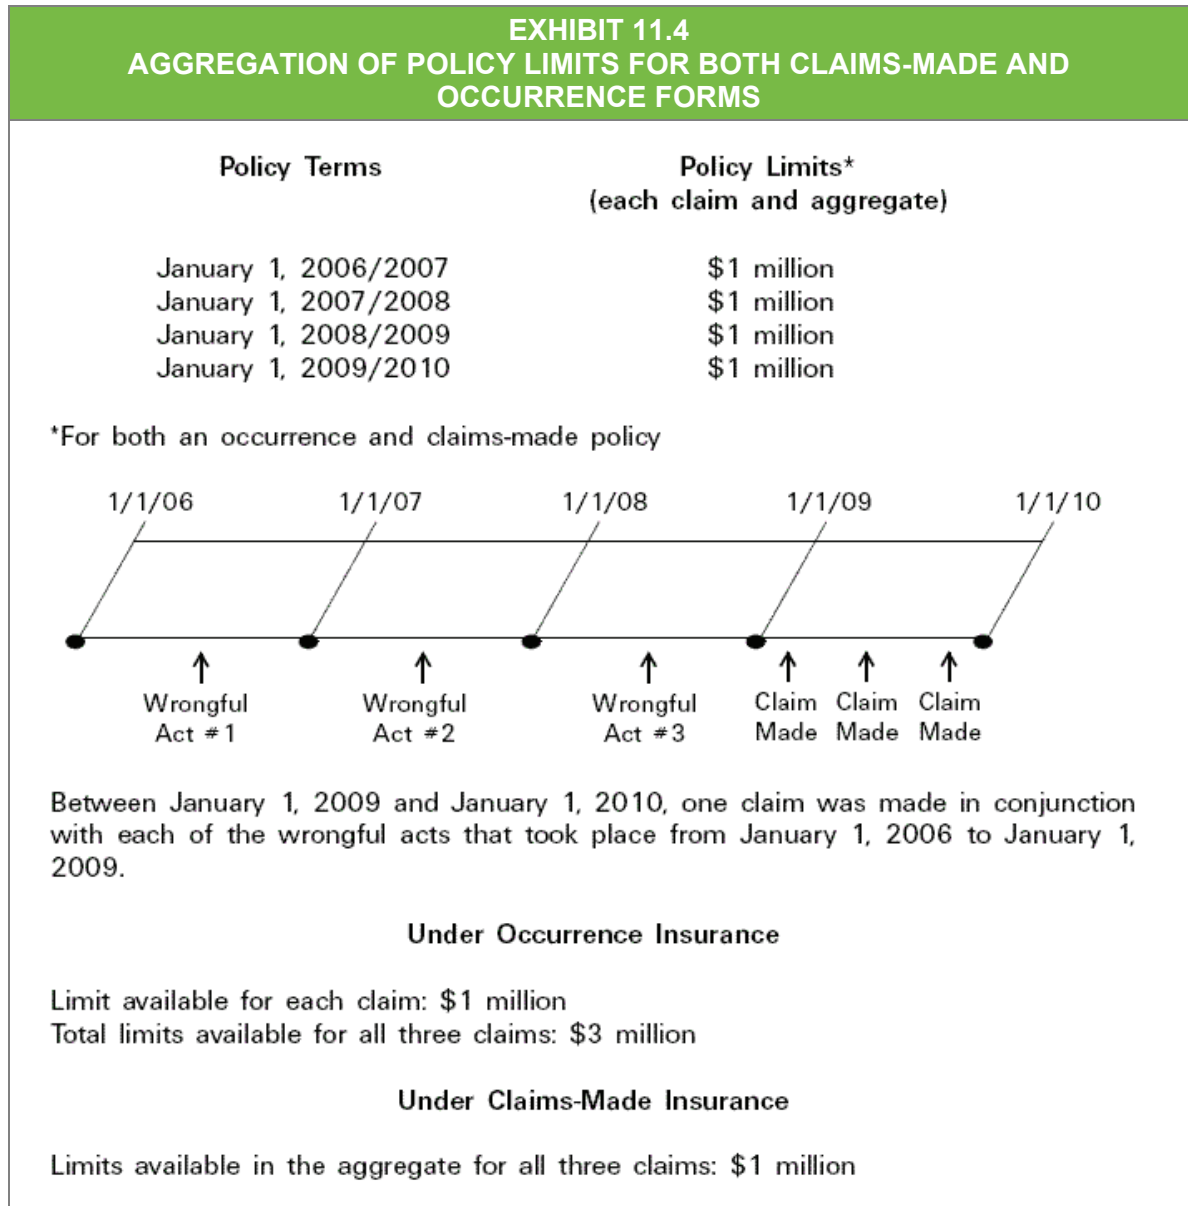 EXHIBIT 11.4
AGGREGATION OF POLICY LIMITS FOR BOTH CLAIMS-MADE AND
OCCURRENCE FORMS
Policy Terms Policy Limits*
(each claim and aggregate)
January 1, 2006/2007 $1 million
January 1, 2007/2008 $1 million
January 1, 2008/2009 $1 million
January 1, 2009/2010 $1 million
*For both an occurrence and claims-made policy
1/1/06 1/1/07 1/1/08 1/1/09 1/1/10
Wrongful Wrongful Wrongful Claim Claim Claim
Act #1 Act #2 Act #3 Made Made Made
Between January 1, 2009 and January 1, 2010, one claim was made in conjunction
with each of the wrongful acts that took place from January 1, 2006 to January 1,
2009.
Under Occurrence Insurance
Limit available for each claim: $1 million
Total limits available for all three claims: $3 million
Under Claims-Made Insurance
Limits available in the aggregate for all three claims: $1 million